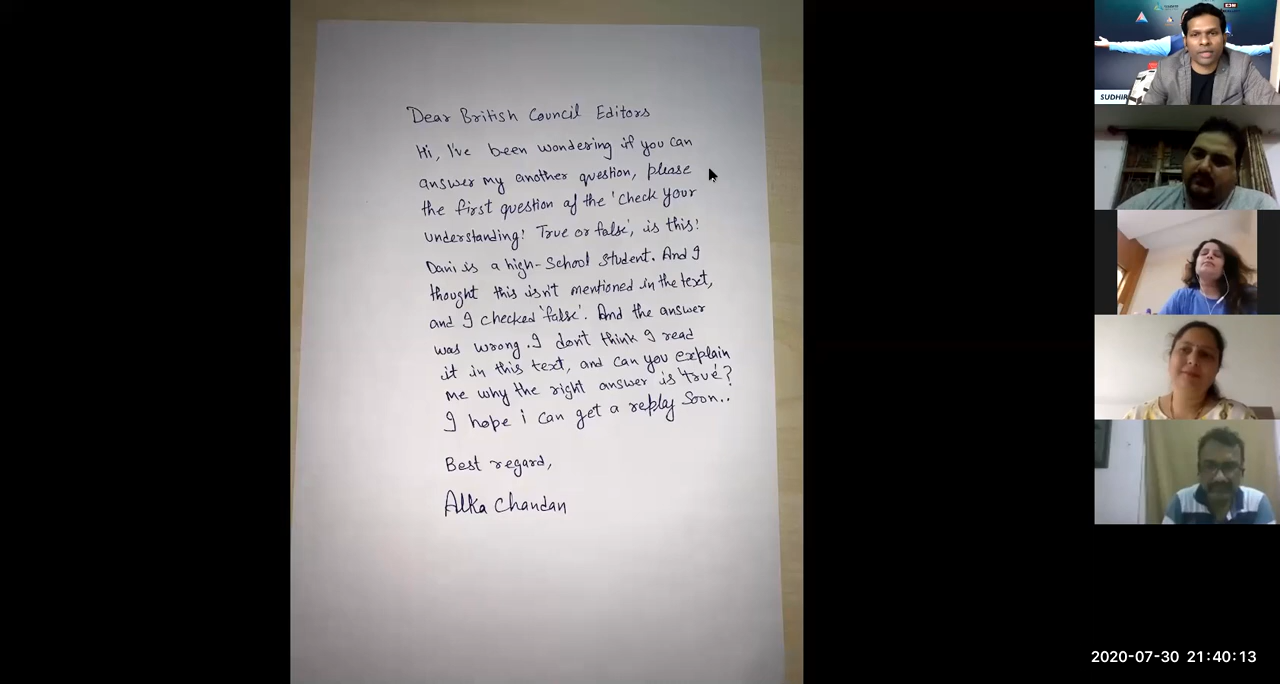 Dear British Council Editors
Hi, I've been wondering if you can
answer my another question, please
the first question of the 'check your
understanding! True or false', is this!
Dani is a high-School student. And I
thought this isn't mentioned in the text,
and I checked 'false'. And the answer
was wrong. I don't think I read
it in this text, and can you explain
me why the right answer is 'true'?
I hope i can get a reply soon..
Best regard,
Alka Chandan
SUDHIR
2020-07-30 21:40:13